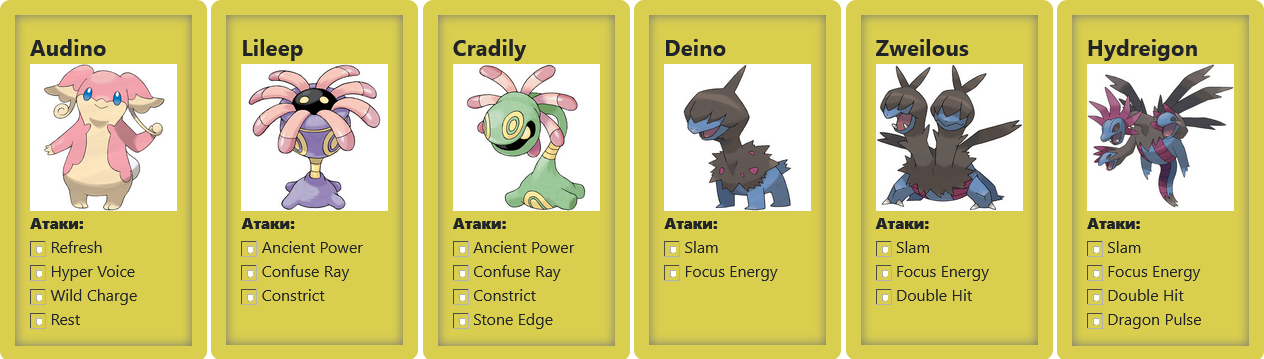 Audino
Атаки:
Refresh
Hyper Voice
Wild Charge
Rest
Lileep
Атаки:
Ancient Power
Confuse Ray
Constrict
Cradily
Атаки:
Ancient Power
Confuse Ray
Constrict
Stone Edge
Deino
Атаки:
Slam
Focus Energy
Zweilous
Атаки:
Slam
Focus Energy
Double Hit
Hydreigon
Атаки:
Slam
Focus Energy
Double Hit
Dragon Pulse